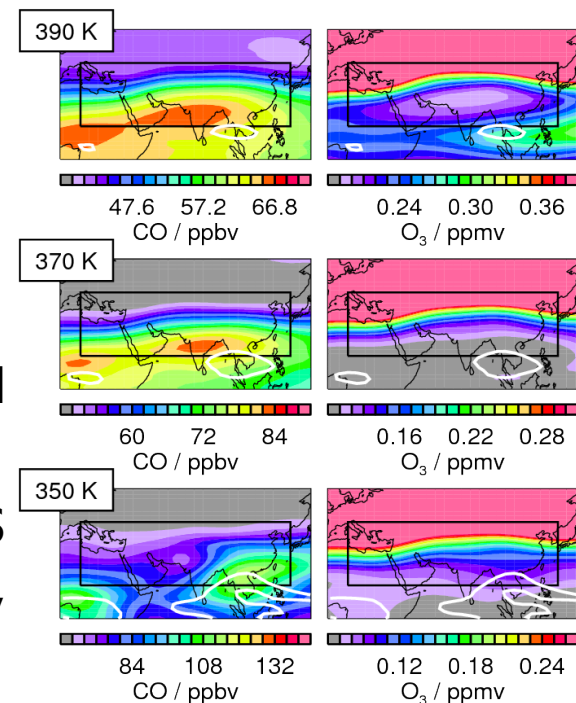 390 K
47.6 57.2 66.8
CO / ppbv
0.24 0.30 0.36
O₃ / ppmv
370 K
60 72 84
CO / ppbv
0.16 0.22 0.28
O₃ / ppmv
350 K
84 108 132
CO / ppbv
0.12 0.18 0.24
O₃ / ppmv